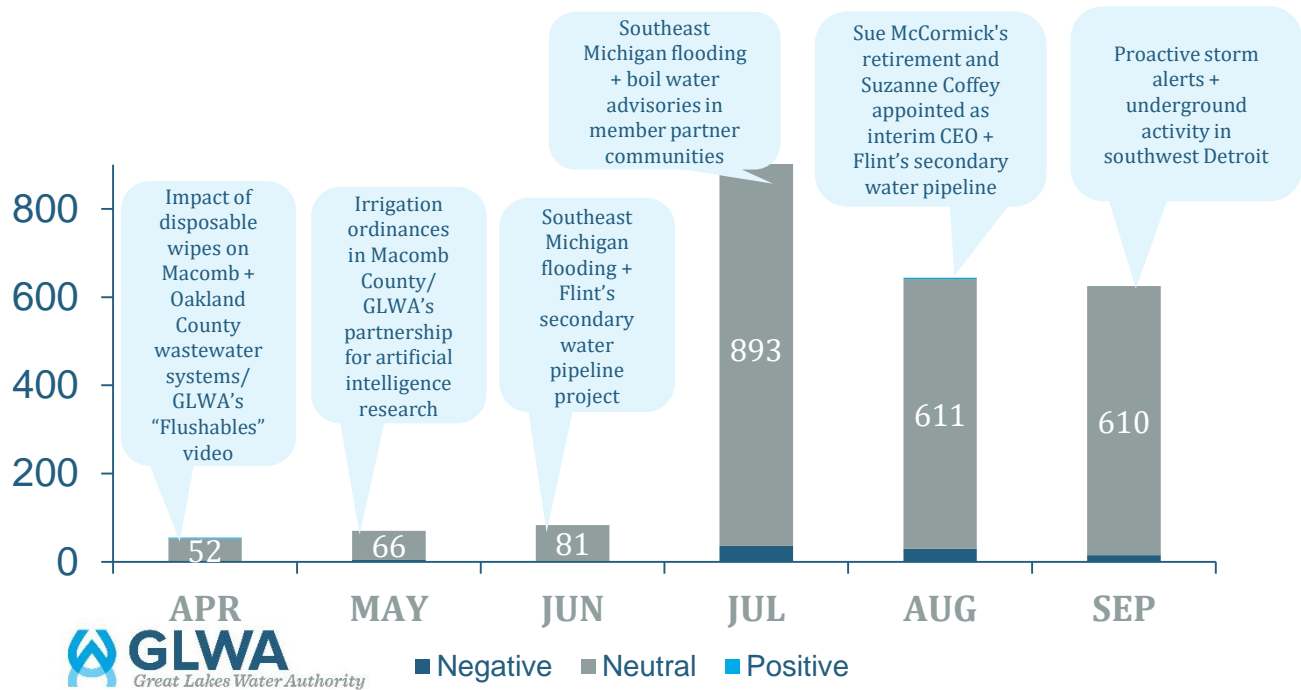 Southeast
Michigan flooding
+ boil water
advisories in
member partner
communities
Sue McCormick's
retirement and
Suzanne Coffey
appointed as
interim CEO +
Flint’s secondary
water pipeline
Proactive storm
alerts +
underground
activity in
southwest Detroit
Impact of
disposable
wipes on
Macomb +
Oakland
County
wastewater
systems/
GLWA’s
“Flushables”
video
Irrigation
ordinances in
Macomb
County/
GLWA’s
partnership
for artificial
intelligence
research
Southeast
Michigan
flooding +
Flint’s
secondary
water
pipeline
project
800
600
400
200
0
52
66
81
893
611
610
APR MAY JUN JUL AUG SEP
GLWA
Great Lakes Water Authority
Negative Neutral Positive